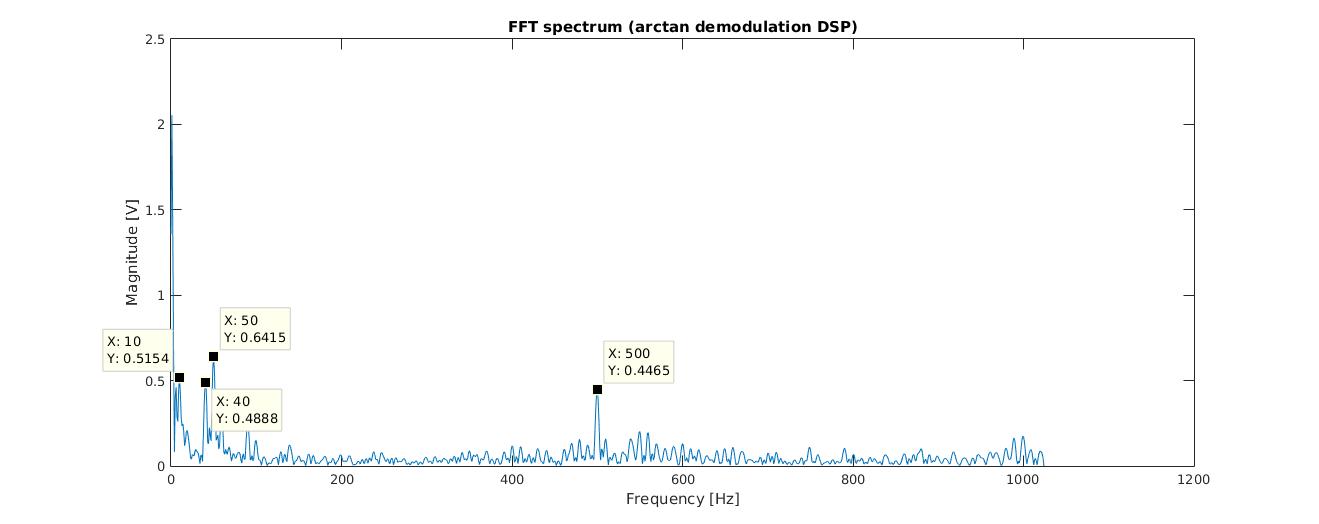 FFT spectrum (arctan demodulation DSP)
2.5
2
1.5
1
0.5
0
Magnitude [V]
X: 10
Y: 0.5154
X: 50
Y: 0.6415
X: 40
Y: 0.4888
X: 500
Y: 0.4465
0 200 400 600 800 1000 1200
Frequency [Hz]